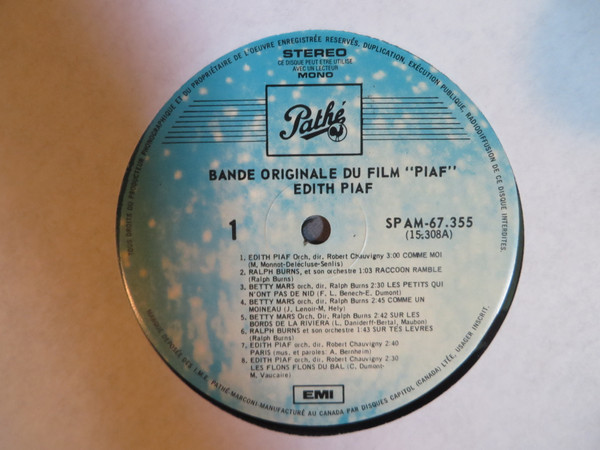 TOUS DROITS DU PRODUCTEUR PHONOGRAPHIQUE ET DU PROPRIÉTAIRE DE L'OEUVRE ENREGISTRÉE RESERVÉS. DUPLICATION, EXÉCUTION PUBLIQUE, RADIODIFFUSION DE CE DISQUE INTERDITES.
STEREO
CE DISQUE PEUT ÊTRE UTILISÉ
AVEC UN LECTEUR
MONO
Pathé
BANDE ORIGINALE DU FILM "PIAF"
EDITH PIAF
1
SPAM-67.355
(15.308A)
1. EDITH PIAF Orch, dir, Robert Chauvigny 3:00 COMME MOI
(M, Monnot-Delécluse-Senlis)
2. RALPH BURNS, et son orchestre 1:03 RACCOON RAMBLE
(Ralph Burns)
3. BETTY MARS orch, dir, Ralph Burns 2:30 LES PETITS QUI
N'ONT PAS DE NID (F, L, Benech-E, Dumont)
4. BETTY MARS orch, dir, Ralph Burns 2:45 COMME UN
MOINEAU (J, Lenoir-M, Hely)
5. BETTY MARS Orch, Dir, Ralph Burns 2:42 SUR LES
BORDS DE LA RIVIERA (L, Daniderff-Bertal, Maubon)
6. RALPH BURNS et son orchestre 1:43 SUR TES LEVRES
(Ralph Burns)
7. EDITH PIAF orch, dir, Robert Chauvigny 2:40
PARIS (mus, et paroles: A, Bernheim)
8. EDITH PIAF orch, dir, Robert Chauvigny 2:30
LES FLONS FLONS DU BAL (C, Dumont-
M, Vaucaire)
EMI
MARQUE DEPOSÉE DES I.M.E. PATHÉ MARCONI-MANUFACTURÉ AU CANADA PAR DISQUES CAPITOL (CANADA) LTÉE, USAGER INSCRIT.